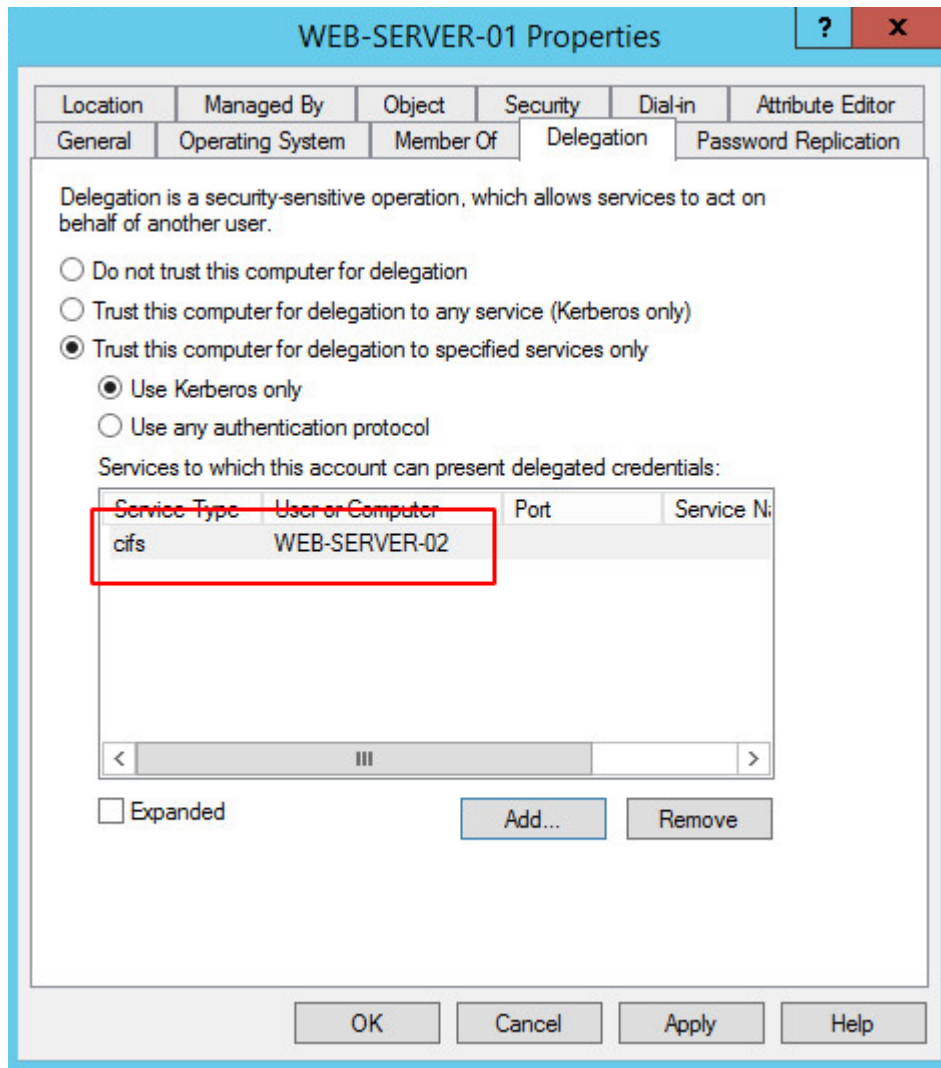 WEB-SERVER-01 Properties
? x
Location Managed By Object Security Dial-in Attribute Editor
General Operating System Member Of Delegation Password Replication
Delegation is a security-sensitive operation, which allows services to act on
behalf of another user.
Do not trust this computer for delegation
Trust this computer for delegation to any service (Kerberos only)
Trust this computer for delegation to specified services only
Use Kerberos only
Use any authentication protocol
Services to which this account can present delegated credentials:
Service Type User or Computer Port Service Na
cifs WEB-SERVER-02
Expanded Add... Remove
OK Cancel Apply Help